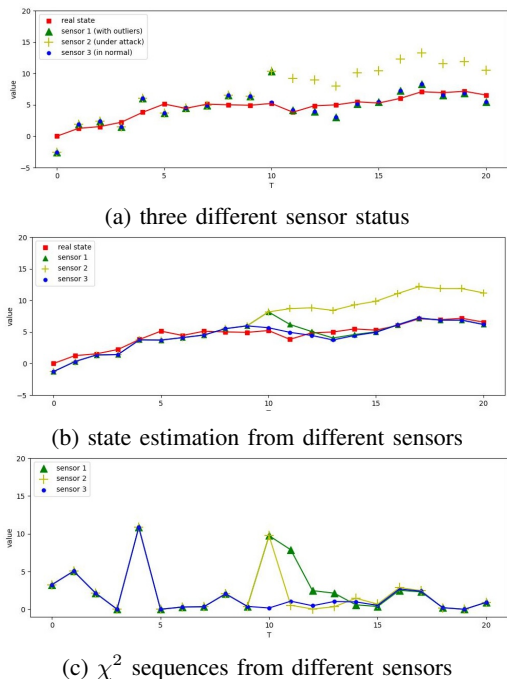 real state
sensor 1 (with outliers)
sensor 2 (under attack)
sensor 3 (in normal)
20
15
10
5
0
−5
value
0 5 10 15 20
T
(a) three different sensor status
real state
sensor 1
sensor 2
sensor 3
20
15
10
5
0
−5
value
0 5 10 15 20
(b) state estimation from different sensors
sensor 1
sensor 2
sensor 3
20
15
10
5
0
value
0 5 10 15 20
T
(c) χ² sequences from different sensors